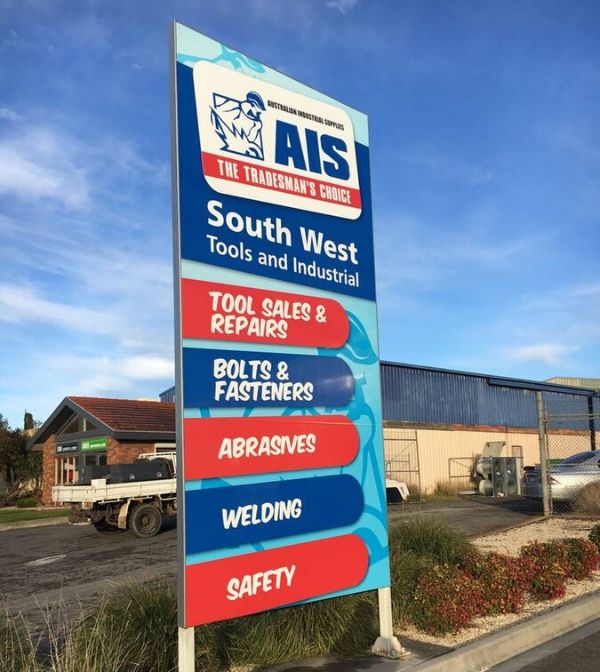 AUSTRALIAN INDUSTRIAL SUPPLIES
AIS
THE TRADESMAN'S CHOICE
South West
Tools and Industrial
TOOL SALES &
REPAIRS
BOLTS &
FASTENERS
ABRASIVES
WELDING
SAFETY